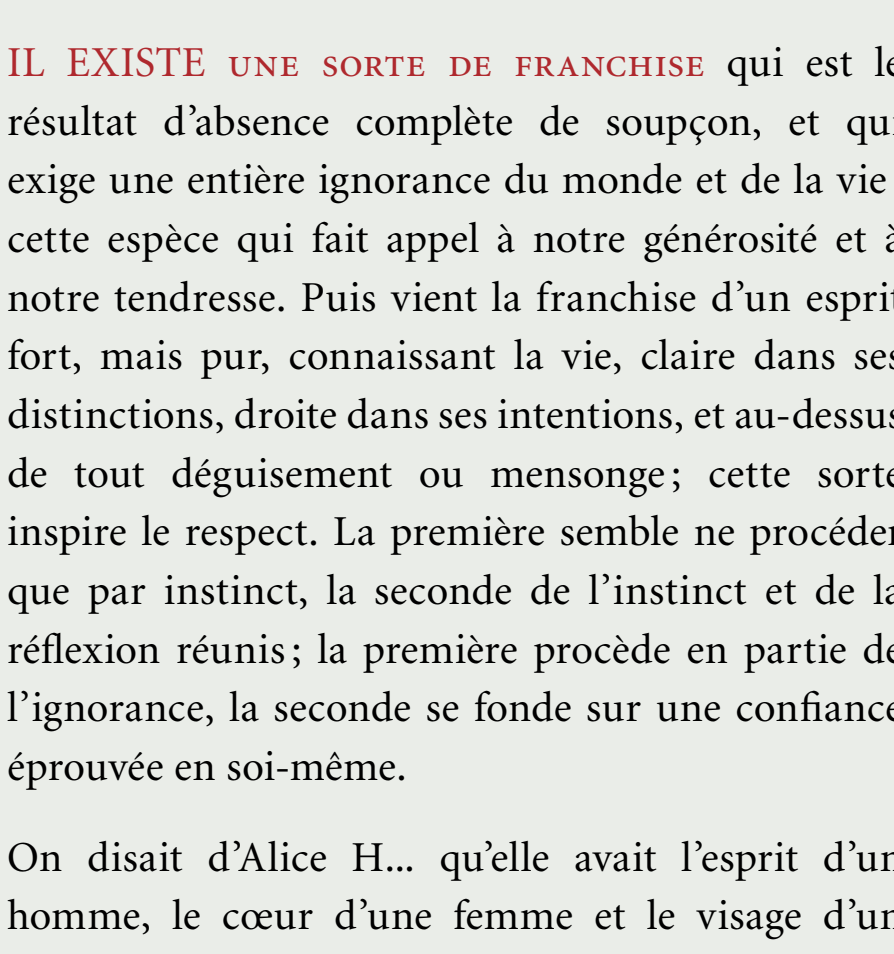 IL EXISTE UNE SORTE DE FRANCHISE qui est le
résultat d’absence complète de soupçon, et qui
exige une entière ignorance du monde et de la vie
cette espèce qui fait appel à notre générosité et à
notre tendresse. Puis vient la franchise d’un esprit
fort, mais pur, connaissant la vie, claire dans ses
distinctions, droite dans ses intentions, et au-dessus
de tout déguisement ou mensonge ; cette sorte
inspire le respect. La première semble ne procéder
que par instinct, la seconde de l’instinct et de la
réflexion réunis ; la première procède en partie de
l’ignorance, la seconde se fonde sur une confiance
éprouvée en soi-même.
On disait d’Alice H... qu’elle avait l’esprit d’un
homme, le cœur d’une femme et le visage d’un